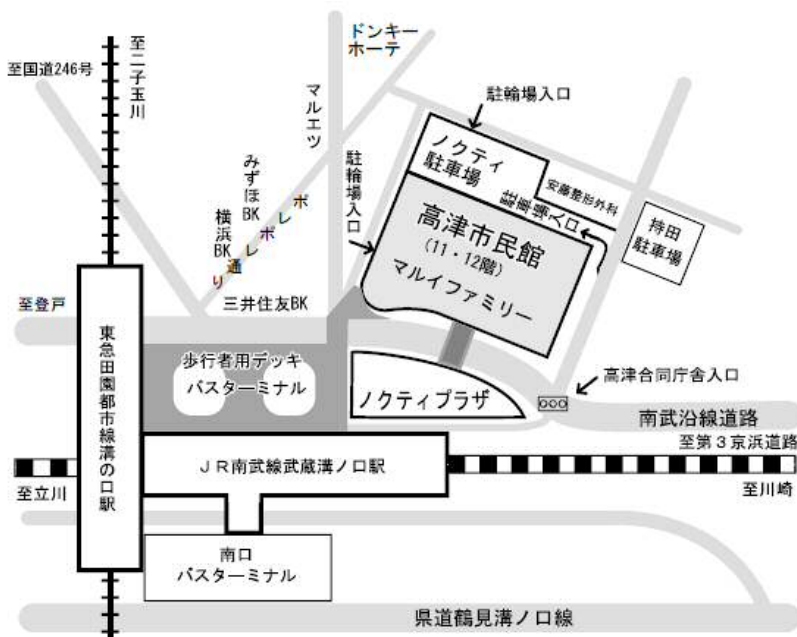 ドンキー
ホーテ
至国道246号
至二子玉川
マルエツ
駐輪場入口
ノクティ
駐車場
駐輪場入口
みずほBK
横浜BK
ポレポレ通り
安藤整形外科
駐車場入口
高津市民館
(11・12階)
マルイファミリー
持田
駐車場
至登戸
三井住友BK
東急田園都市線溝の口駅
歩行者用デッキ
バスターミナル
ノクティプラザ
高津合同庁舎入口
南武沿線道路
至第3京浜道路
JR南武線武蔵溝ノ口駅
至立川
至川崎
南口
バスターミナル
県道鶴見溝ノ口線